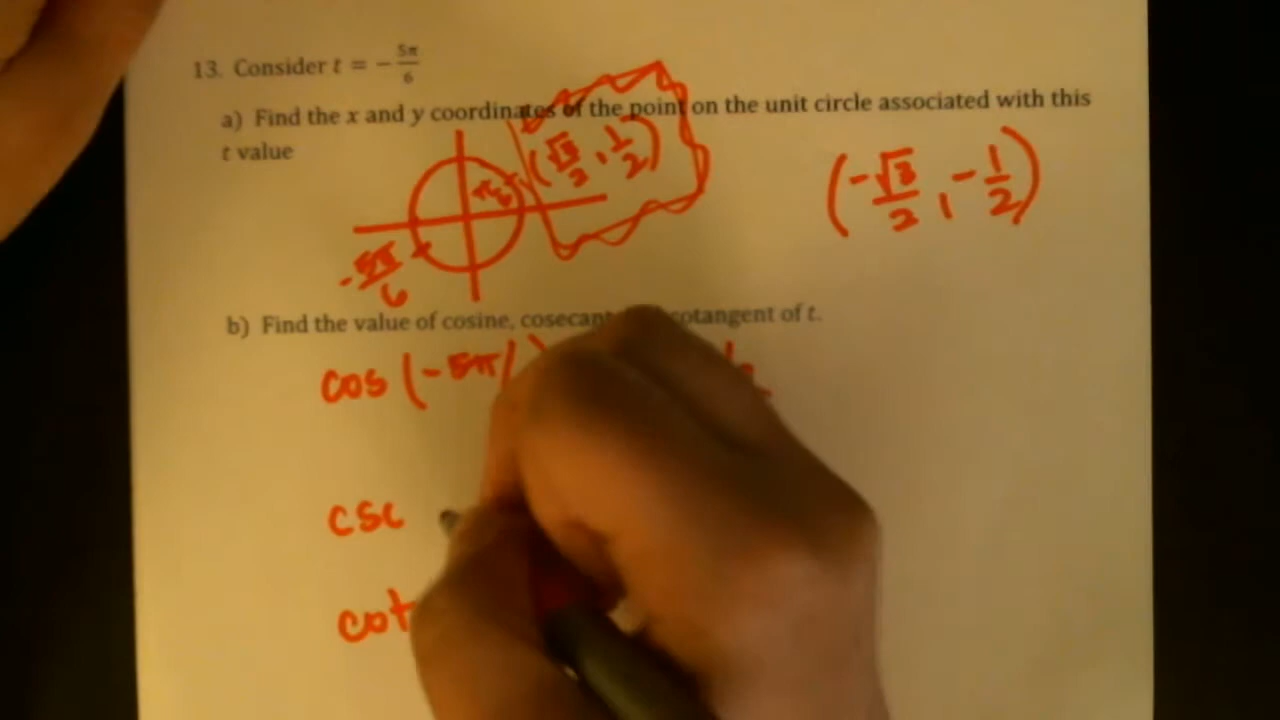 13. Consider t = − 5π/6
a) Find the x and y coordinates of the point on the unit circle associated with this
t value
π/6 (√3/2, 1/2)
(-√3/2, -1/2)
-5π/6
b) Find the value of cosine, cosecant cotangent of t.
cos (-5π/
csc
cot